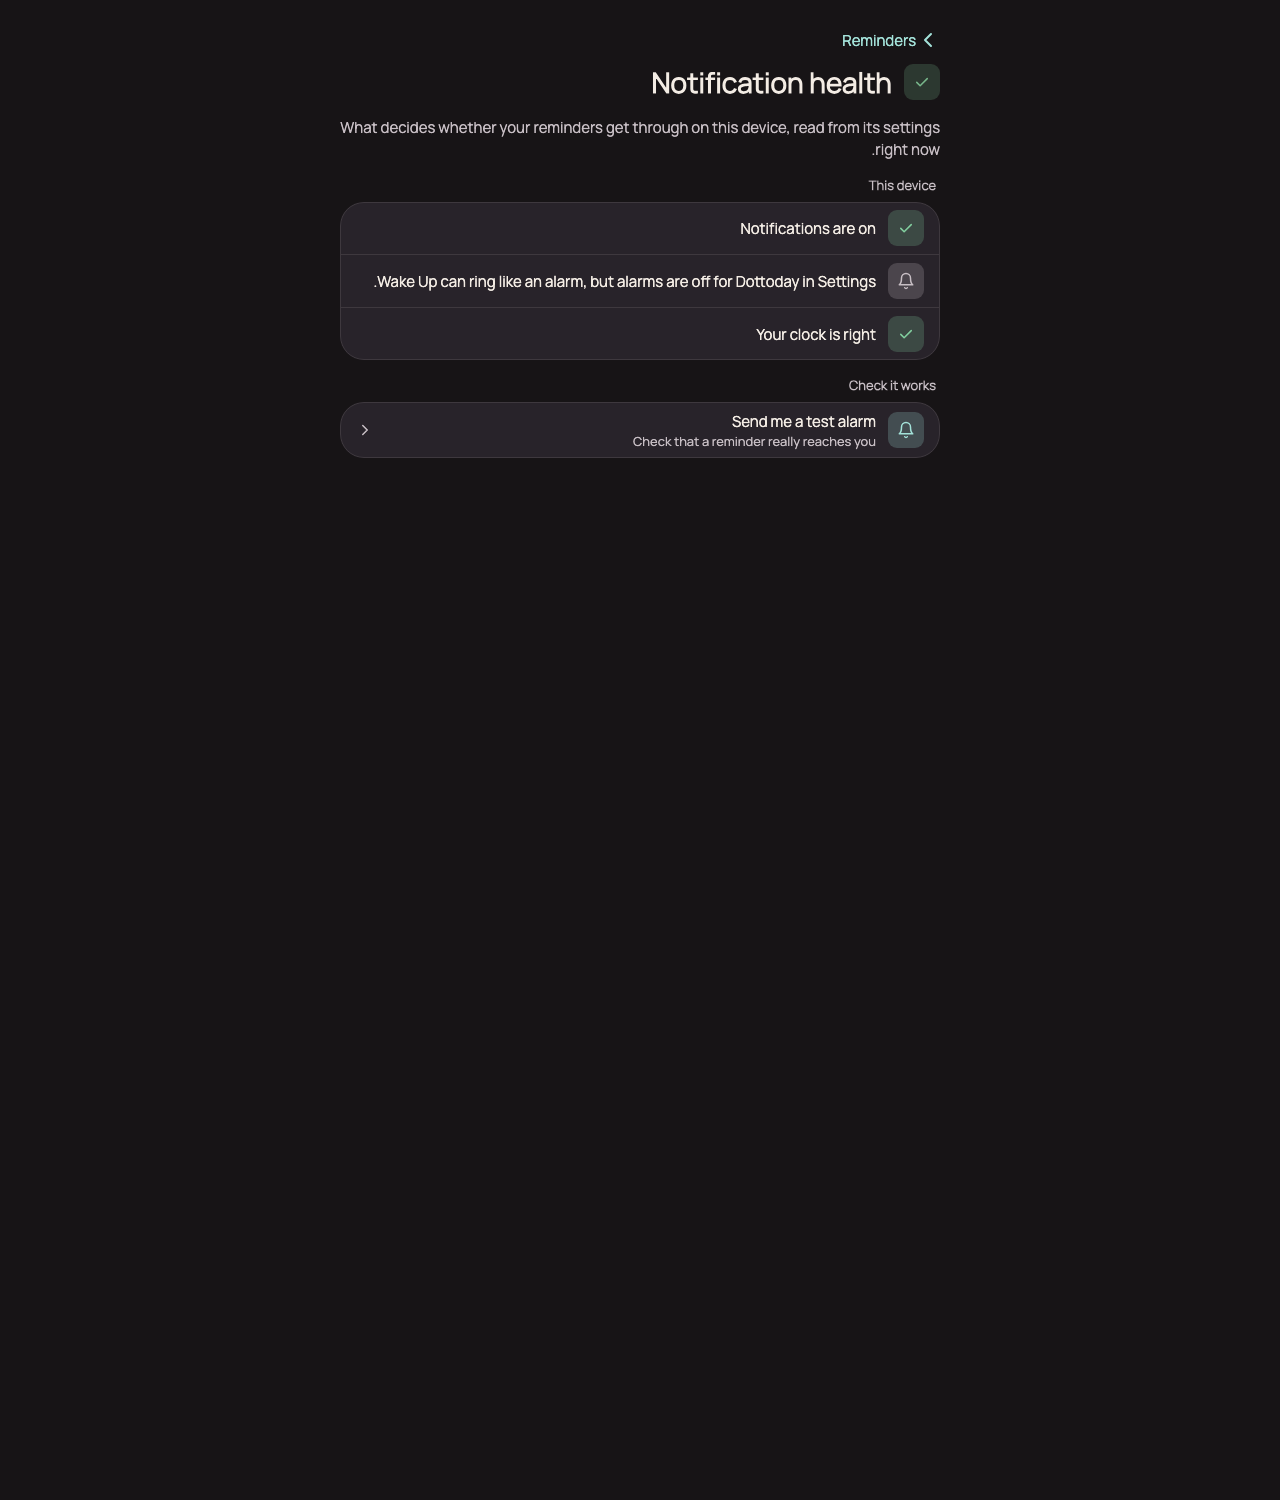 Reminders
Notification health
What decides whether your reminders get through on this device, read from its settings
.right now
This device
Notifications are on
.Wake Up can ring like an alarm, but alarms are off for Dottoday in Settings
Your clock is right
Check it works
Send me a test alarm
Check that a reminder really reaches you